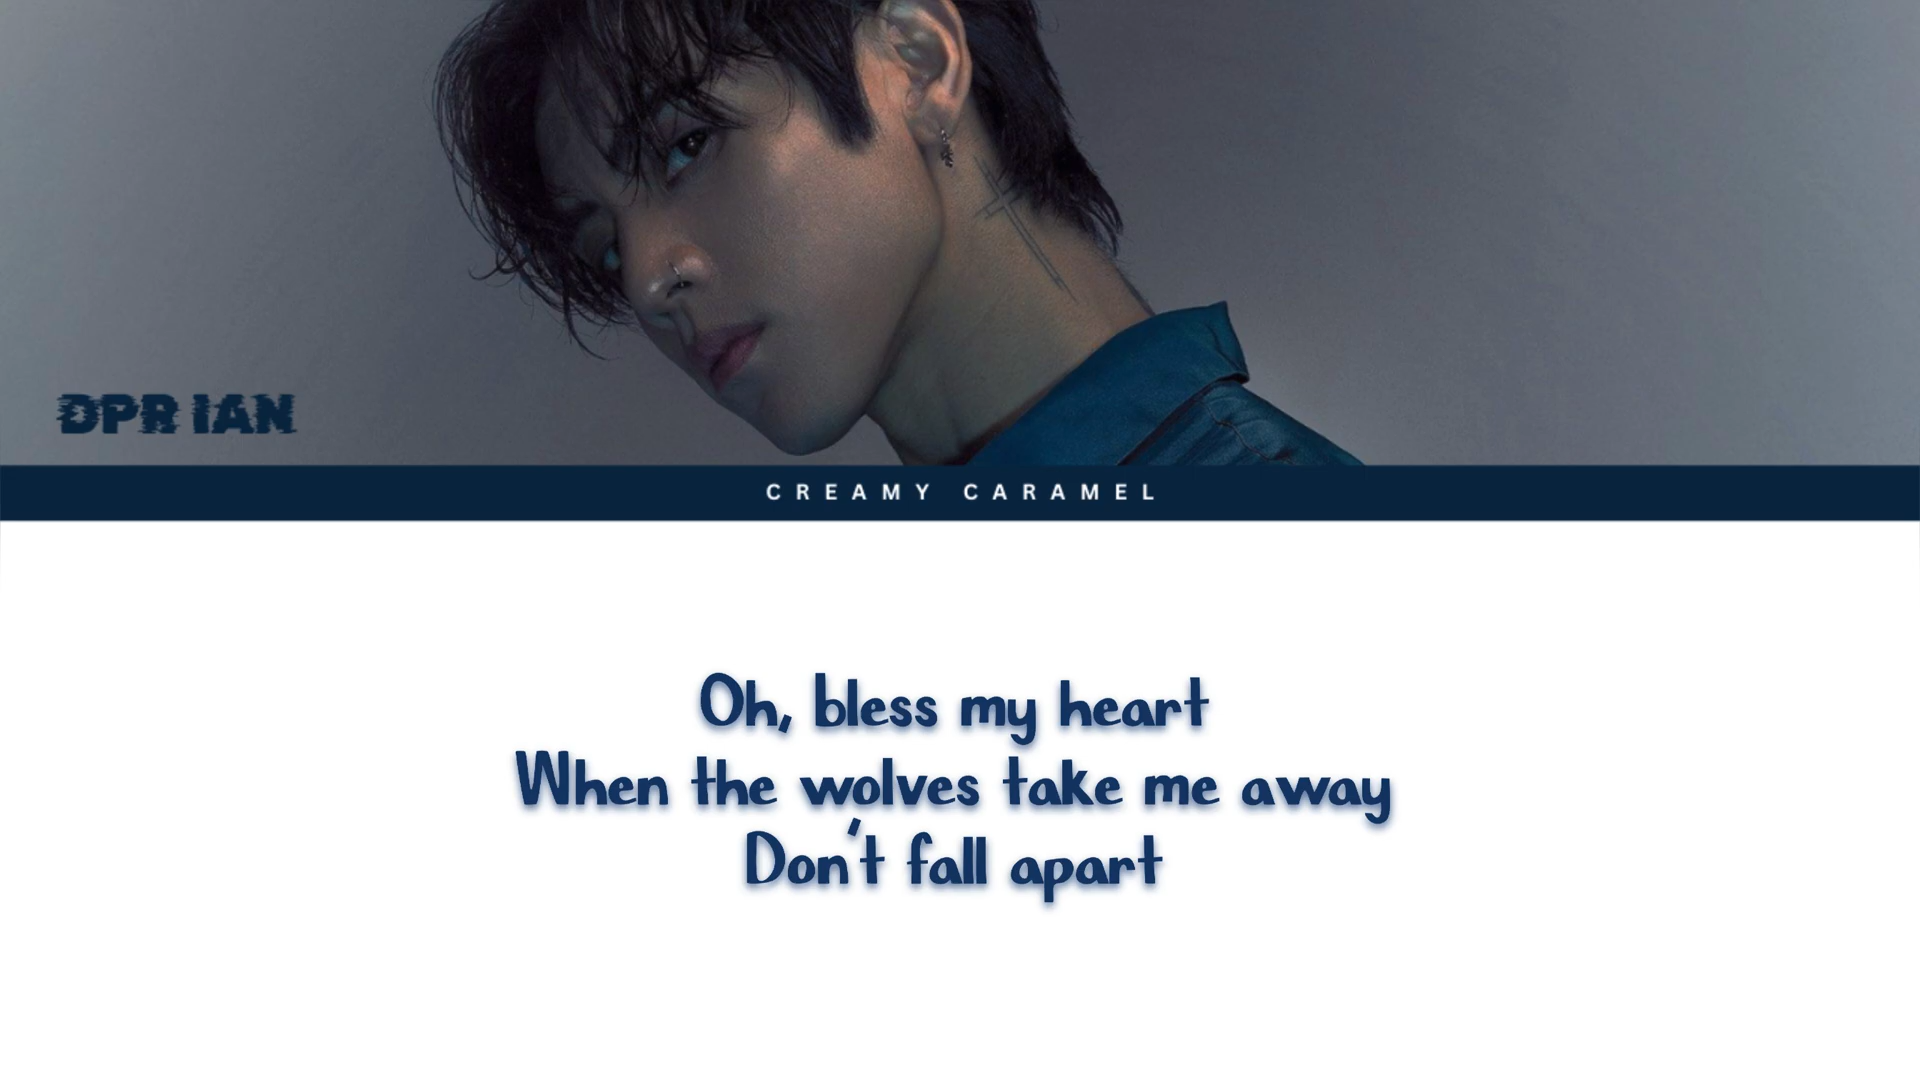 DPR IAN
CREAMY CARAMEL
Oh, bless my heart
When the wolves take me away
Don't fall apart